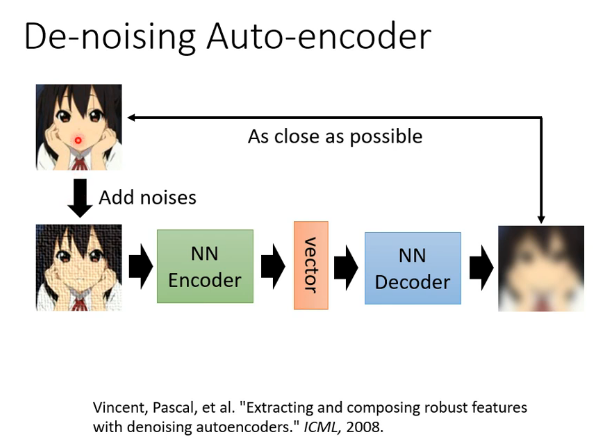 De-noising Auto-encoder
As close as possible
Add noises
NN
Encoder
vector
NN
Decoder
Vincent, Pascal, et al. "Extracting and composing robust features
with denoising autoencoders." ICML, 2008.